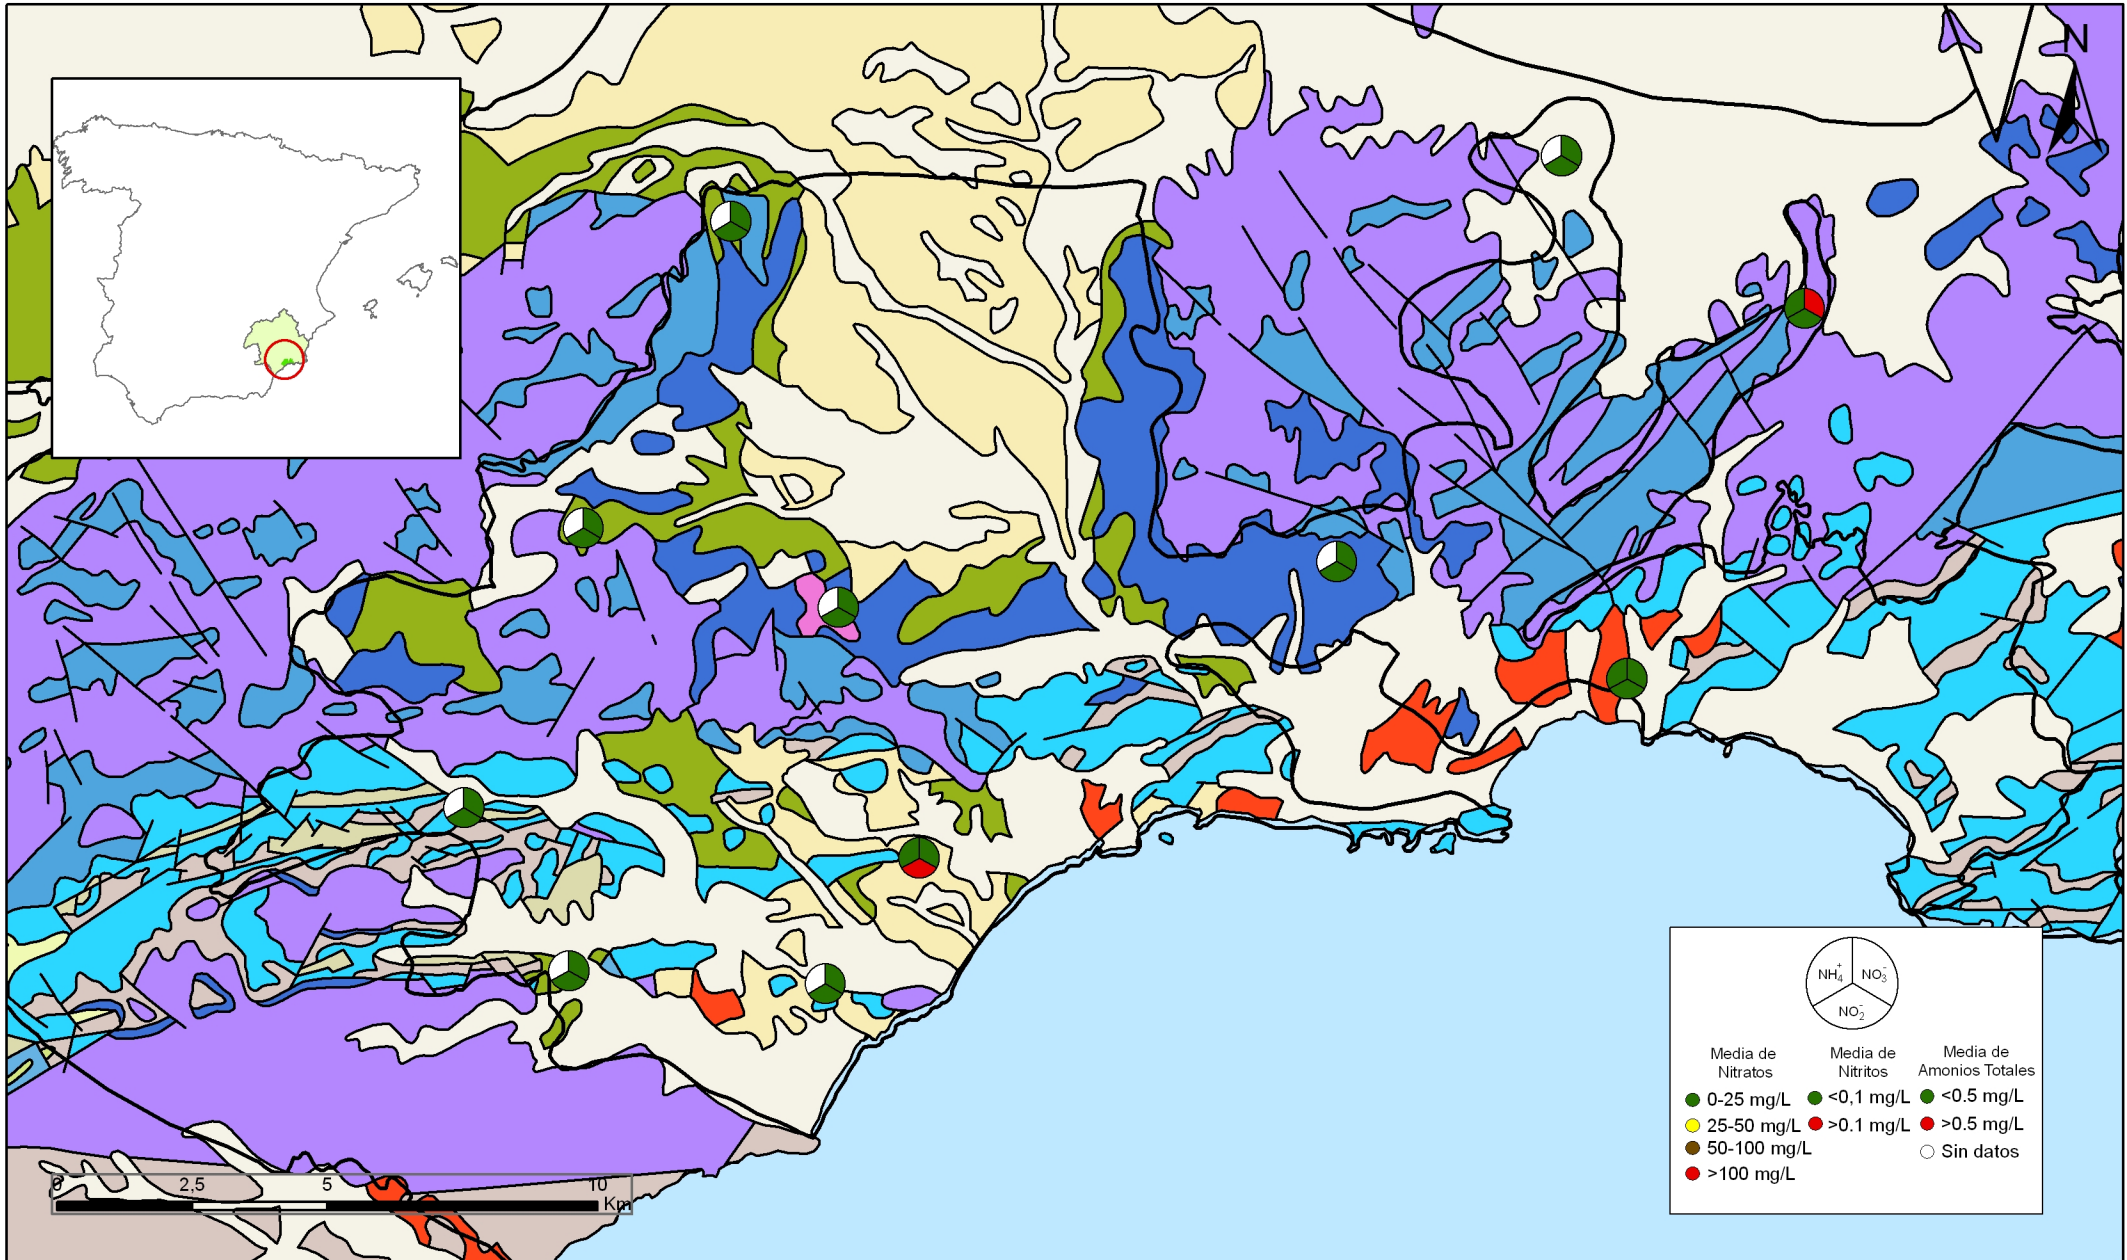 N
NH4+ NO3-
NO2-
Media de Nitratos
Media de Nitritos
Media de Amonios Totales
0-25 mg/L
<0,1 mg/L
<0.5 mg/L
25-50 mg/L
>0.1 mg/L
>0.5 mg/L
50-100 mg/L
Sin datos
>100 mg/L
0 2,5 5 10
Km